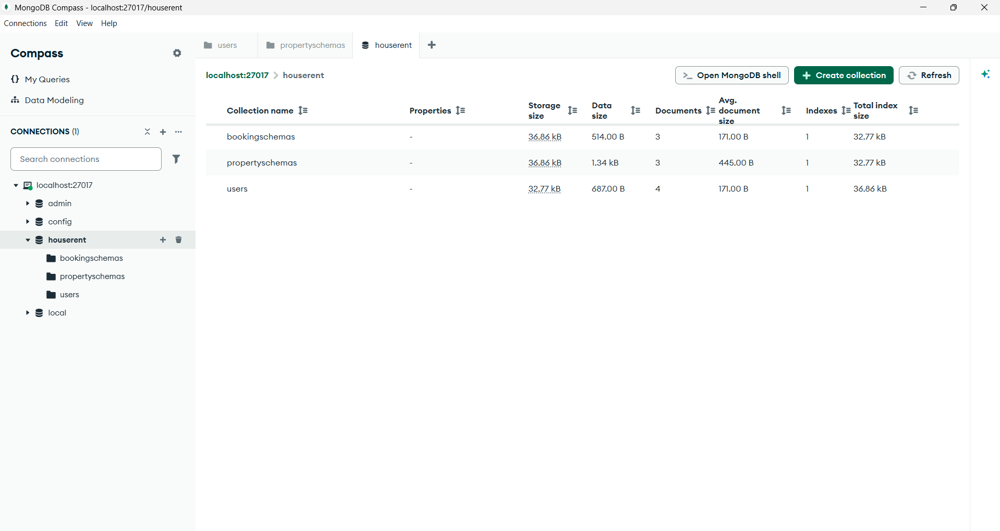 MongoDB Compass - localhost:27017/houserent
Connections Edit View Help
Compass
My Queries
Data Modeling
CONNECTIONS (1)
Search connections
localhost:27017
admin
config
houserent
bookingschemas
propertyschemas
users
local
users propertyschemas houserent
localhost:27017 houserent
Open MongoDB shell Create collection Refresh
Collection name Properties Storage size Data size Documents Avg. document size Indexes Total index size
bookingschemas - 36.86 kB 514.00 B 3 171.00 B 1 32.77 kB
propertyschemas - 36.86 kB 1.34 kB 3 445.00 B 1 32.77 kB
users - 32.77 kB 687.00 B 4 171.00 B 1 36.86 kB